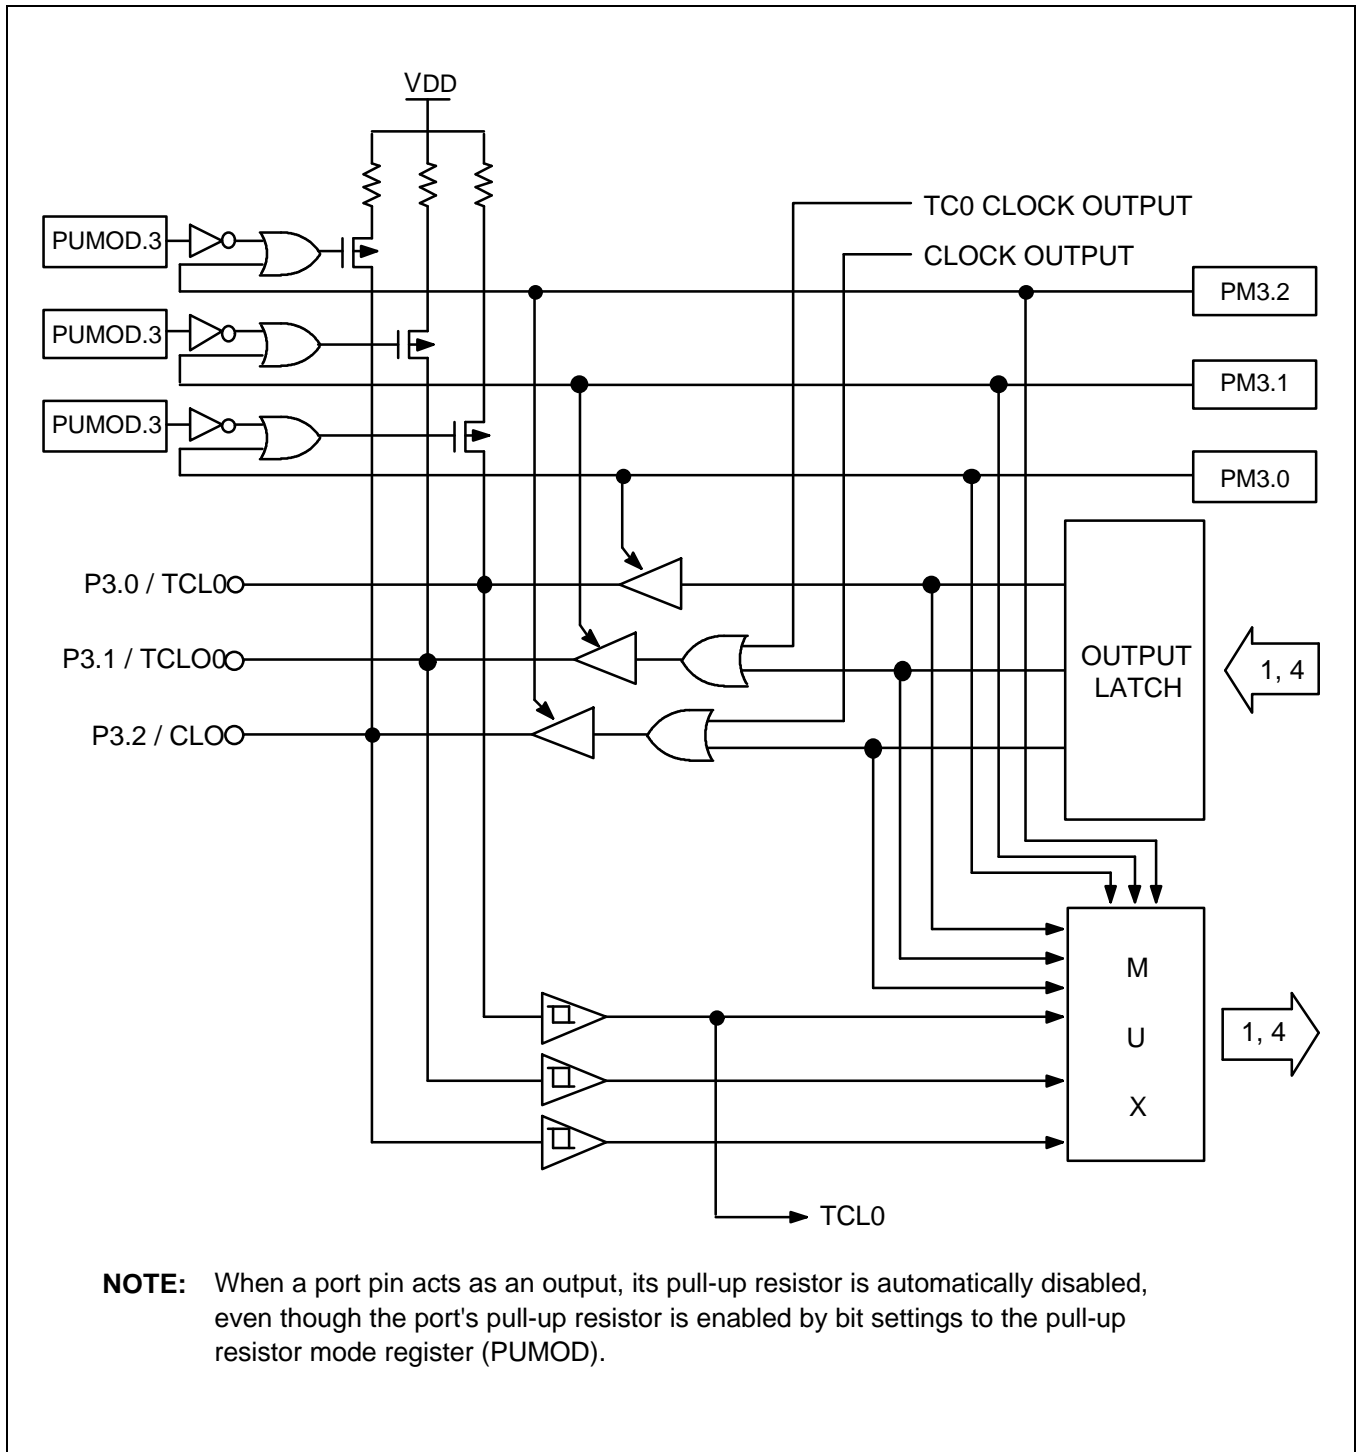 VDD
TC0 CLOCK OUTPUT
PUMOD.3
CLOCK OUTPUT
PM3.2
PUMOD.3
PM3.1
PUMOD.3
PM3.0
P3.0 / TCL0
P3.1 / TCLO0
OUTPUT
LATCH
1, 4
P3.2 / CLO
M
U
X
1, 4
TCL0
NOTE: When a port pin acts as an output, its pull-up resistor is automatically disabled,
even though the port's pull-up resistor is enabled by bit settings to the pull-up
resistor mode register (PUMOD).